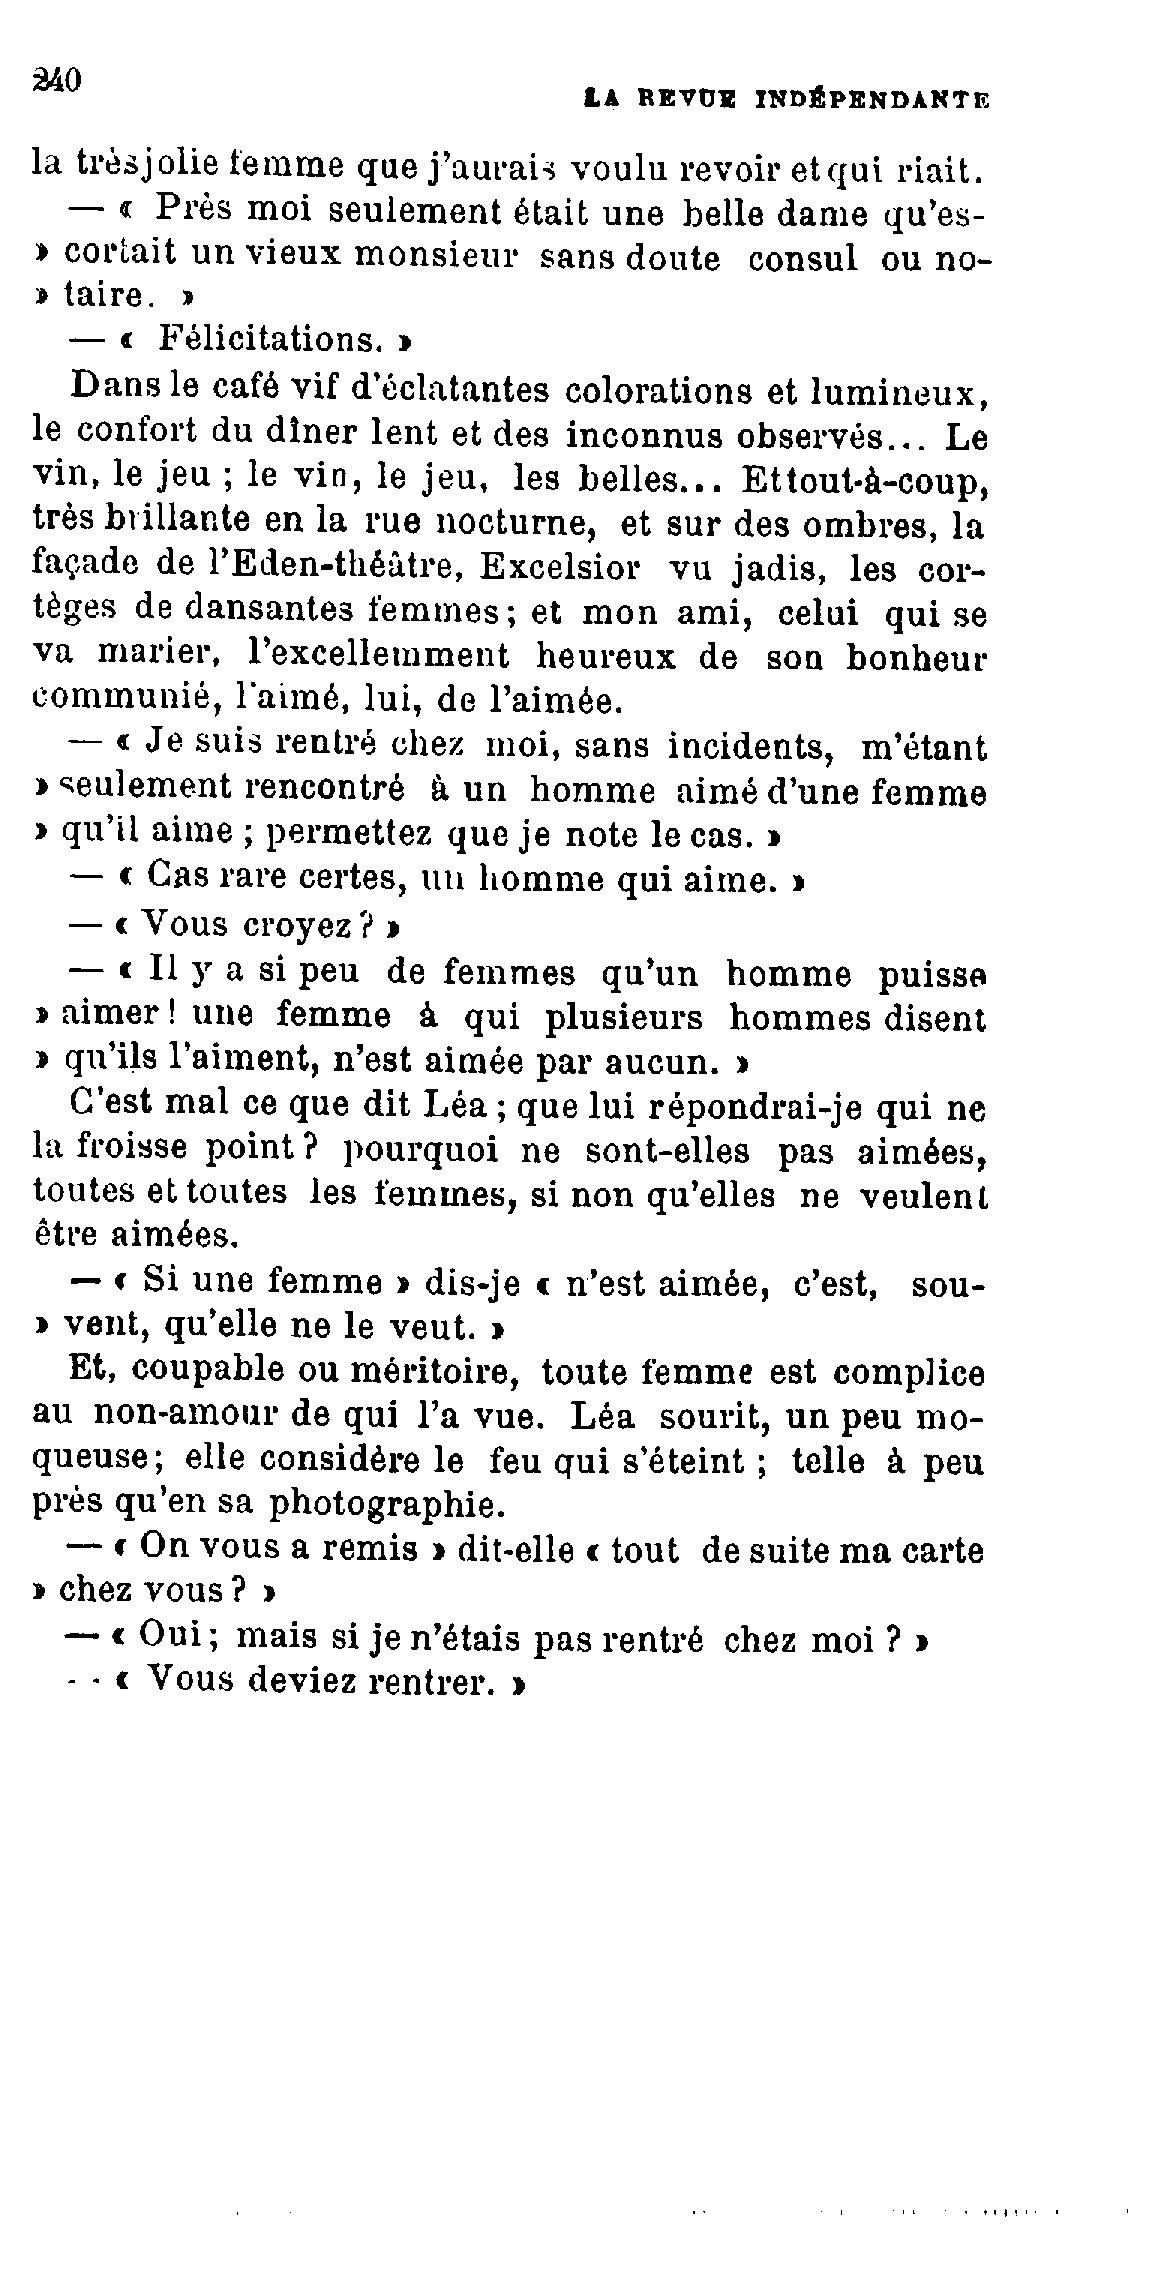 240
LA REVUE INDÉPENDANTE
la très jolie femme que j'aurais voulu revoir et qui riait.
— « Près moi seulement était une belle dame qu'es-
» cortait un vieux monsieur sans doute consul ou no-
» taire. »
— « Félicitations. »
Dans le café vif d'éclatantes colorations et lumineux,
le confort du dîner lent et des inconnus observés... Le
vin, le jeu ; le vin, le jeu, les belles... Et tout-à-coup,
très brillante en la rue nocturne, et sur des ombres, la
façade de l'Eden-théâtre, Excelsior vu jadis, les cor-
tèges de dansantes femmes ; et mon ami, celui qui se
va marier, l'excellemment heureux de son bonheur
communié, l'aimé, lui, de l'aimée.
— « Je suis rentré chez moi, sans incidents, m'étant
» seulement rencontré à un homme aimé d'une femme
» qu'il aime ; permettez que je note le cas. »
— « Cas rare certes, un homme qui aime. »
— « Vous croyez ? »
— « Il y a si peu de femmes qu'un homme puisse
» aimer ! une femme à qui plusieurs hommes disent
» qu'ils l'aiment, n'est aimée par aucun. »
C'est mal ce que dit Léa ; que lui répondrai-je qui ne
la froisse point ? pourquoi ne sont-elles pas aimées,
toutes et toutes les femmes, si non qu'elles ne veulent
être aimées.
— « Si une femme » dis-je « n'est aimée, c'est, sou-
» vent, qu'elle ne le veut. »
Et, coupable ou méritoire, toute femme est complice
au non-amour de qui l'a vue. Léa sourit, un peu mo-
queuse ; elle considère le feu qui s'éteint ; telle à peu
près qu'en sa photographie.
— « On vous a remis » dit-elle « tout de suite ma carte
» chez vous ? »
— « Oui ; mais si je n'étais pas rentré chez moi ? »
— « Vous deviez rentrer. »